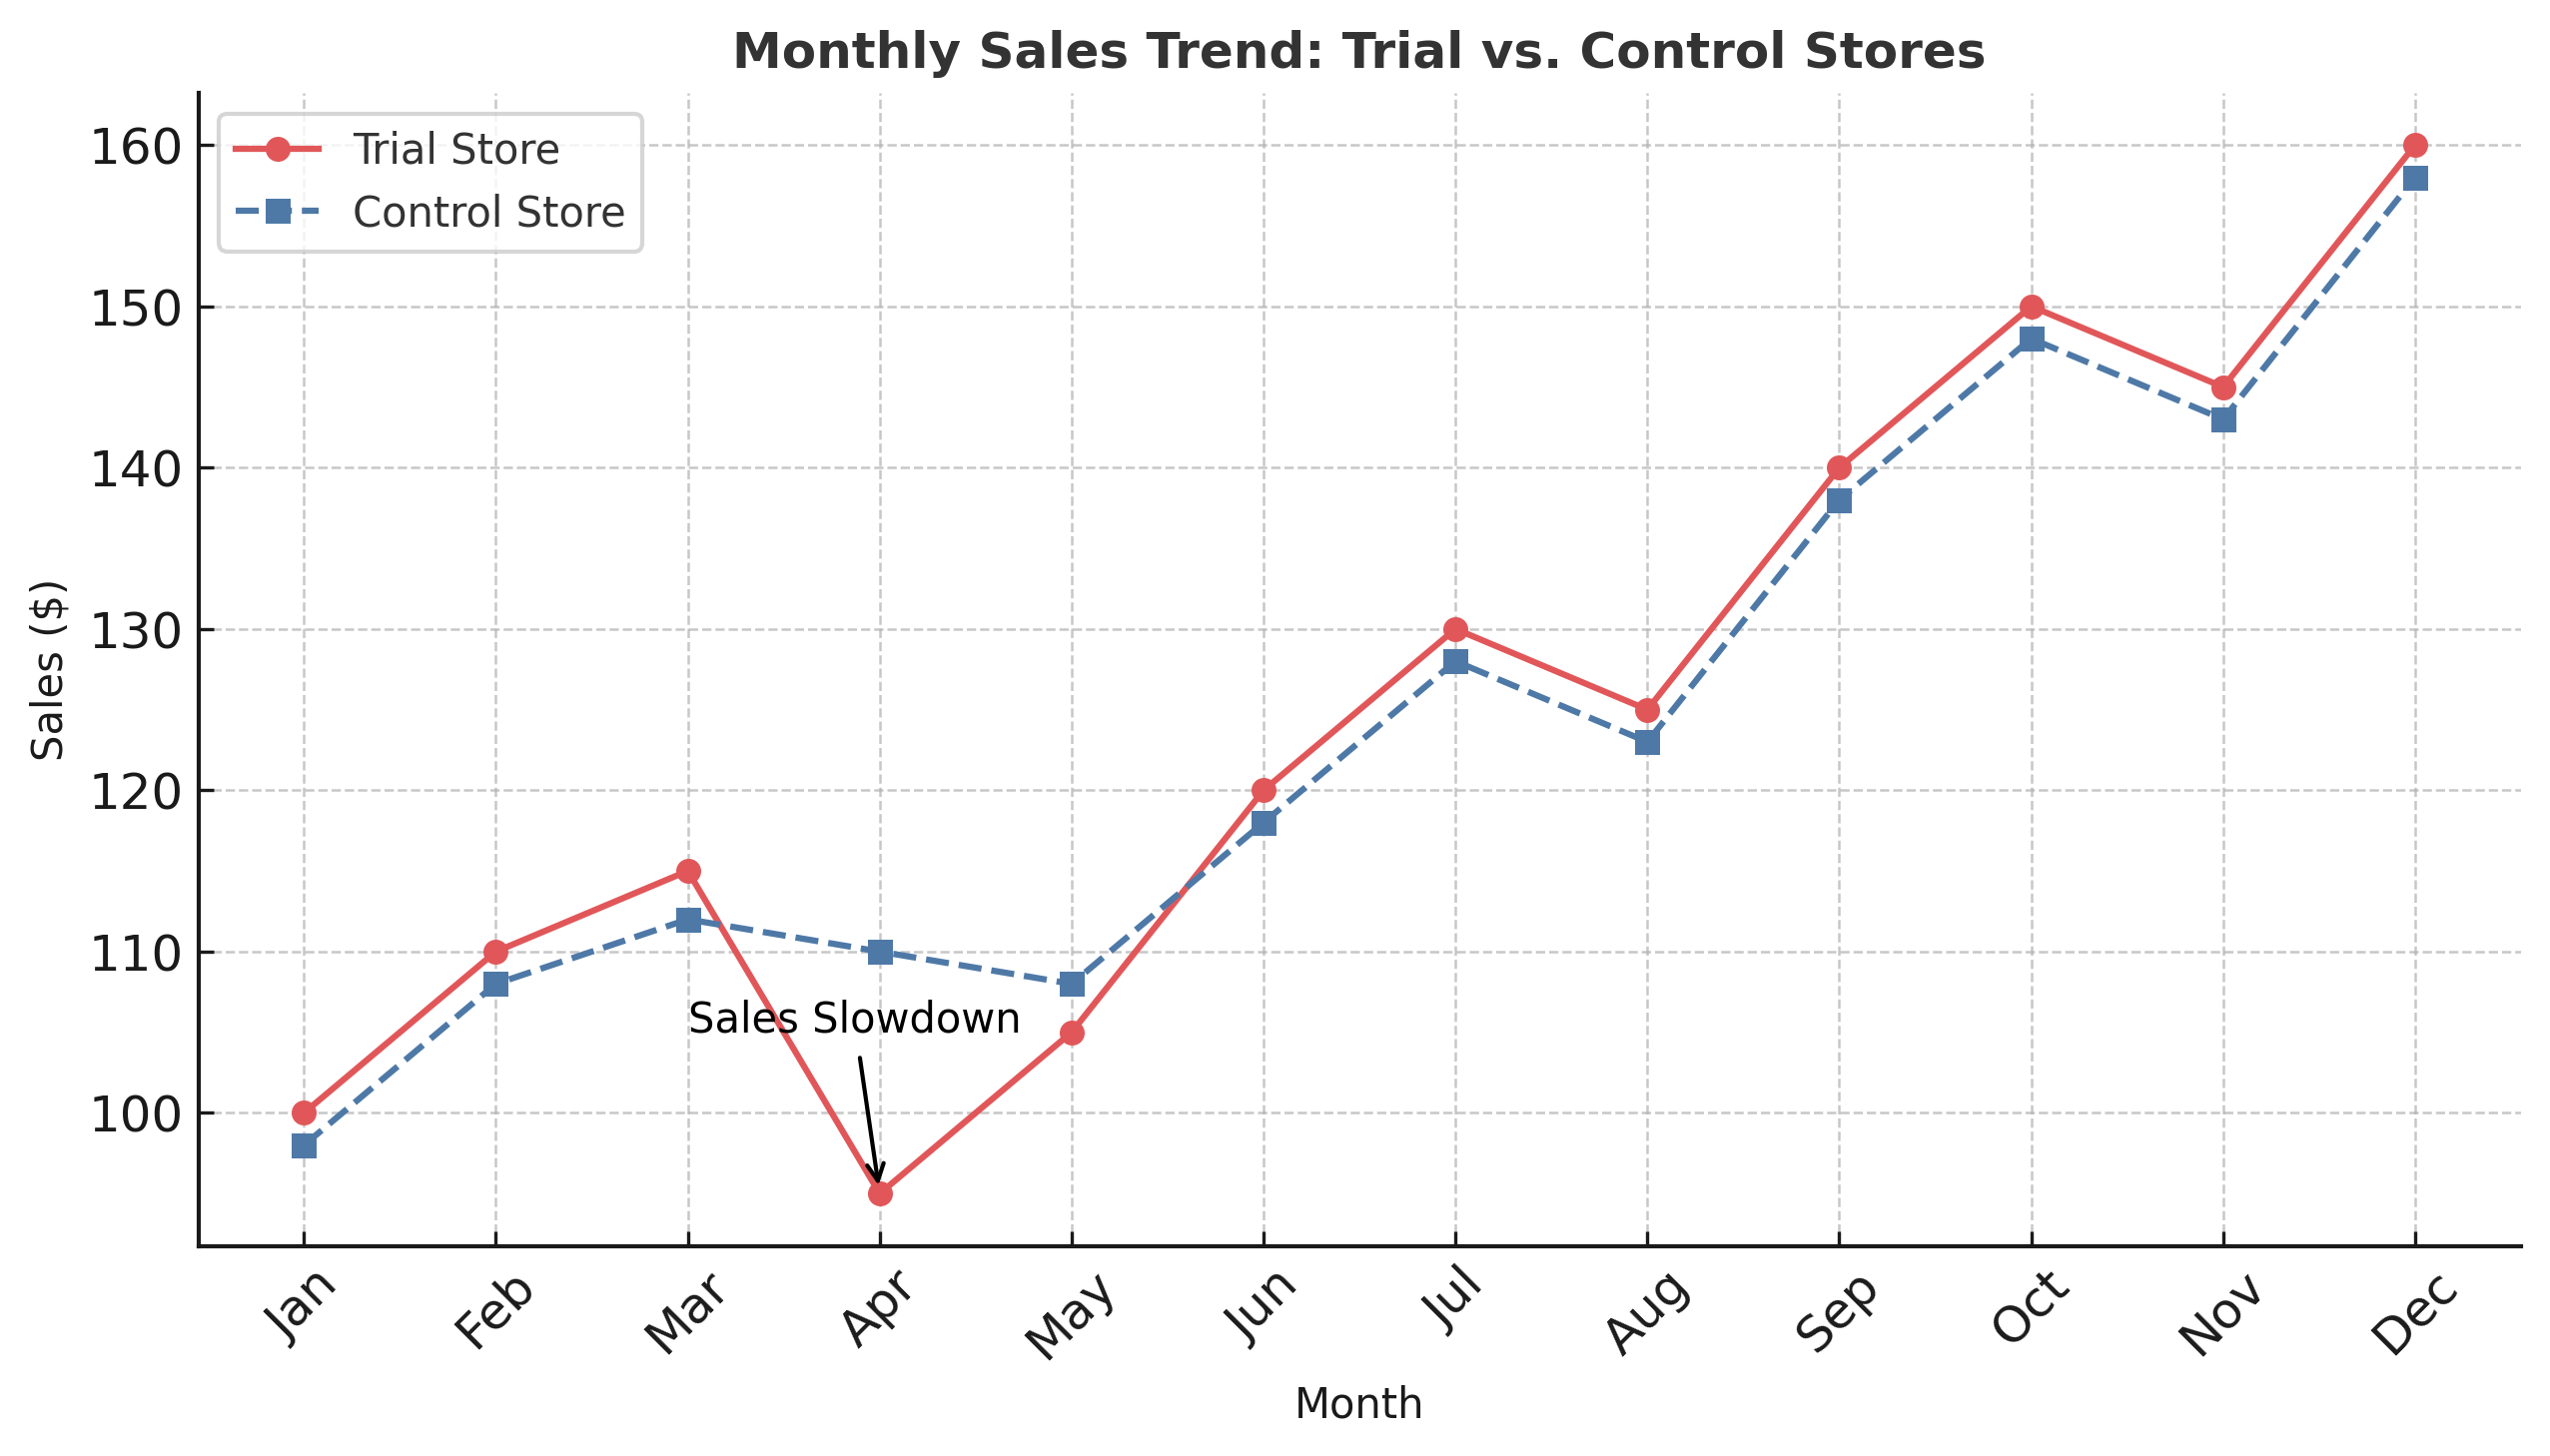 Monthly Sales Trend: Trial vs. Control Stores
Trial Store
Control Store
160
150
140
130
120
110
100
Sales ($)
Sales Slowdown
Jan
Feb
Mar
Apr
May
Jun
Jul
Aug
Sep
Oct
Nov
Dec
Month